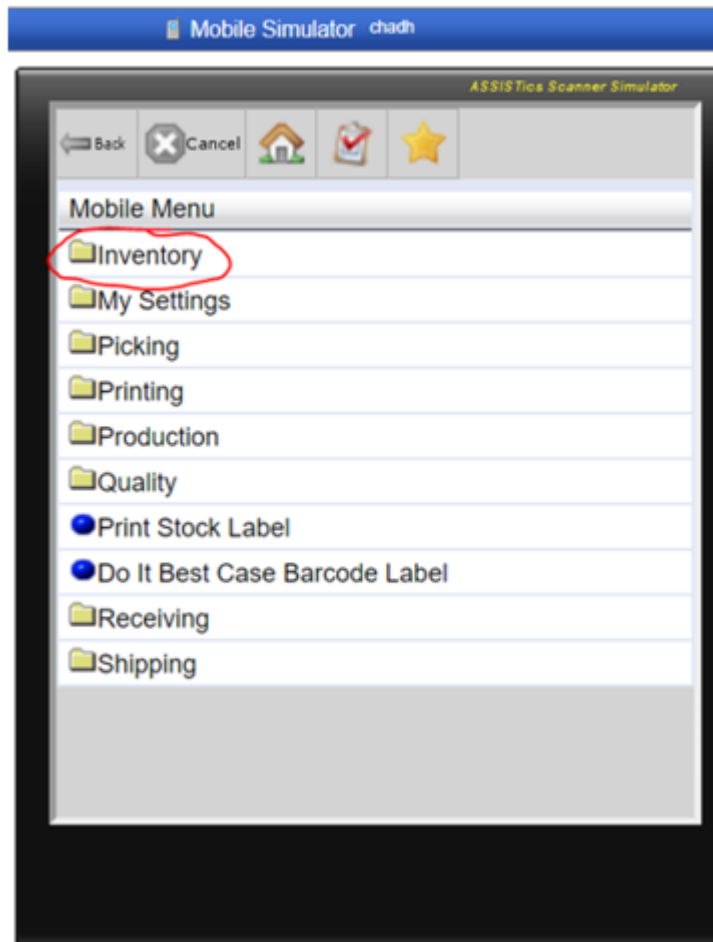 Mobile Simulator chadh
ASSISTics Scanner Simulator
Back Cancel
Mobile Menu
Inventory
My Settings
Picking
Printing
Production
Quality
Print Stock Label
Do It Best Case Barcode Label
Receiving
Shipping